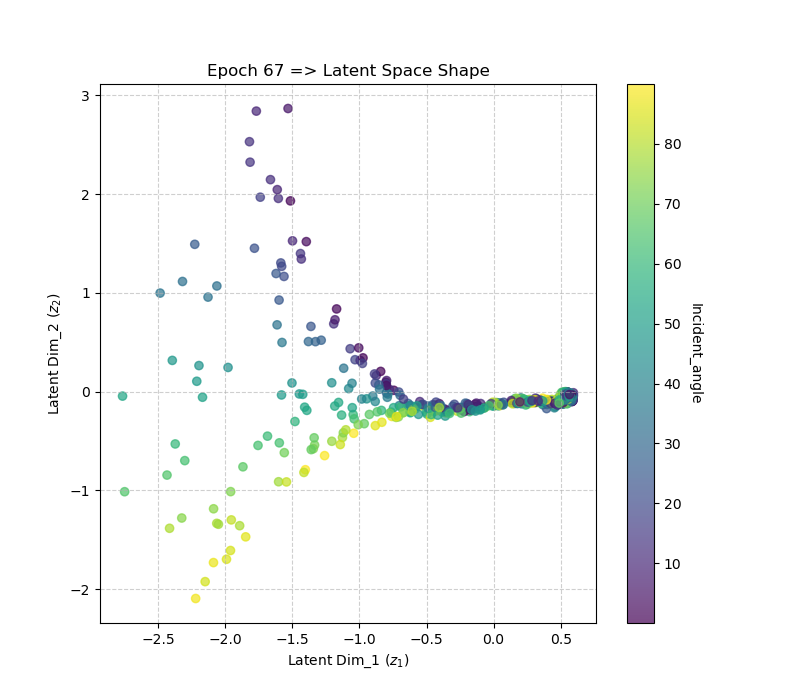 Epoch 67 => Latent Space Shape
3
2
1
0
−1
−2
Latent Dim_2 (z₂)
−2.5 −2.0 −1.5 −1.0 −0.5 0.0 0.5
Latent Dim_1 (z₁)
80
70
60
50
40
30
20
10
Incident_angle